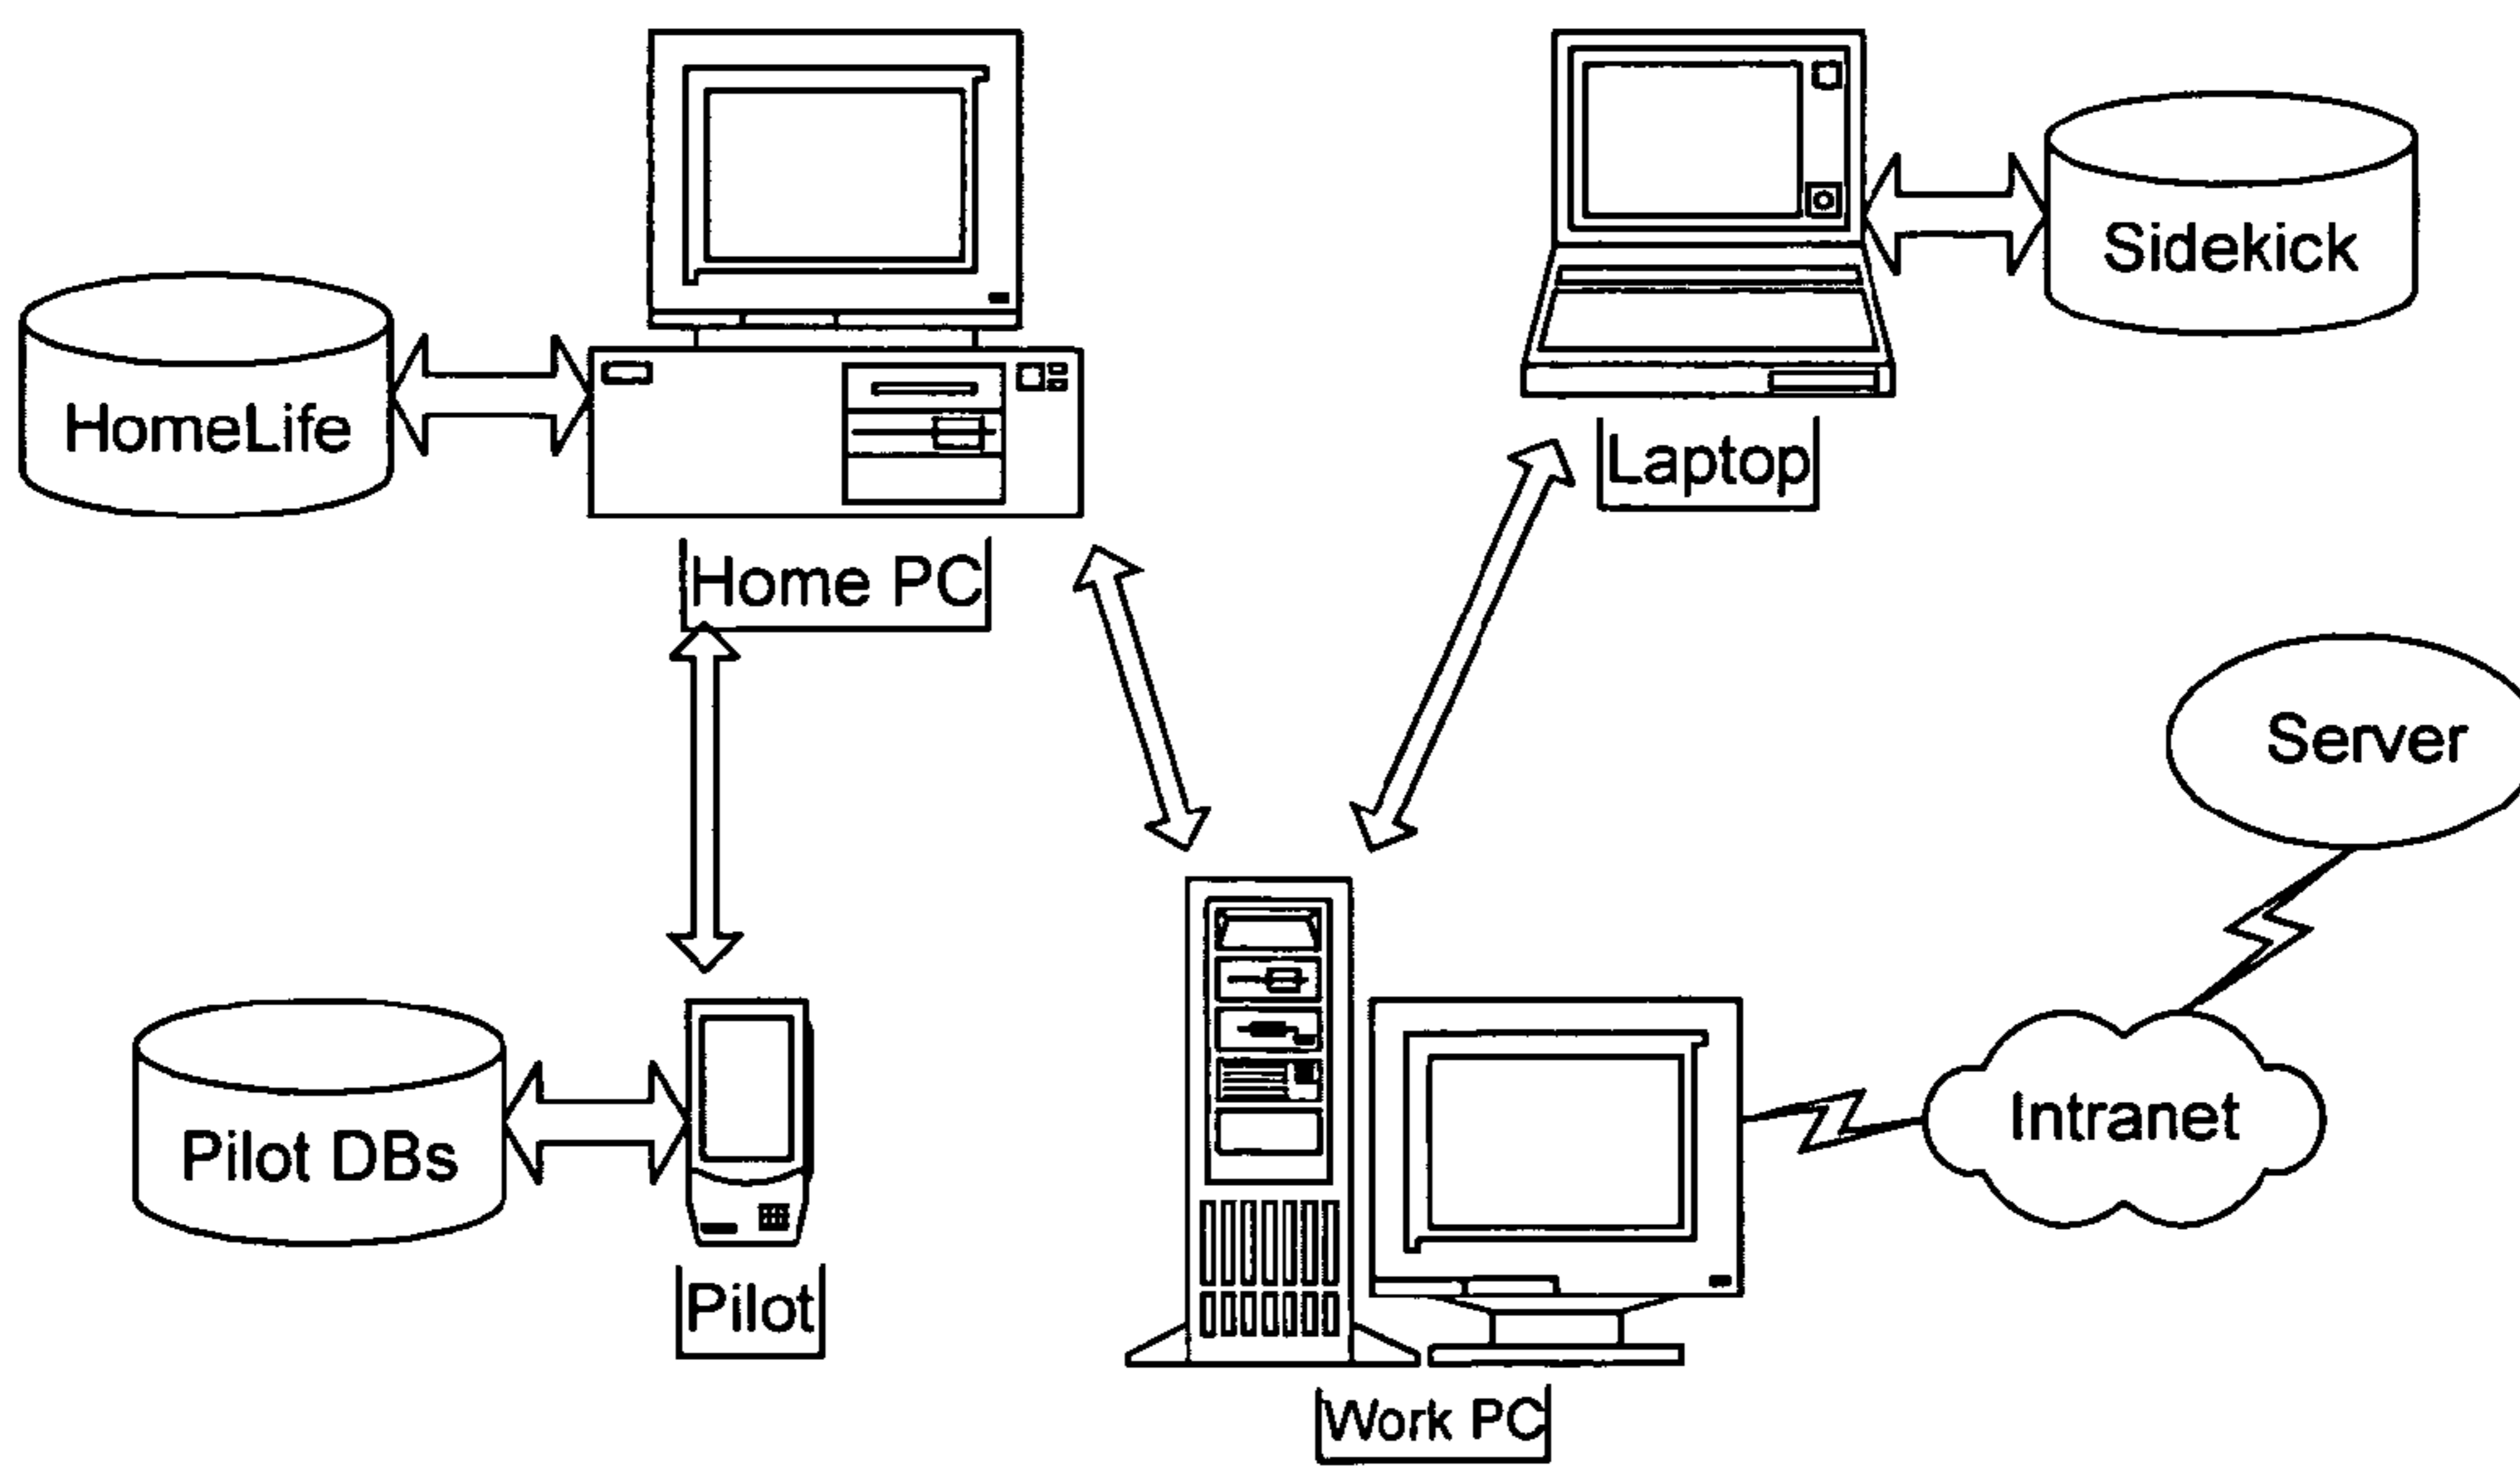 Sidekick
HomeLife
Laptop
Home PC
Server
Intranet
Pilot DBs
Pilot
Work PC